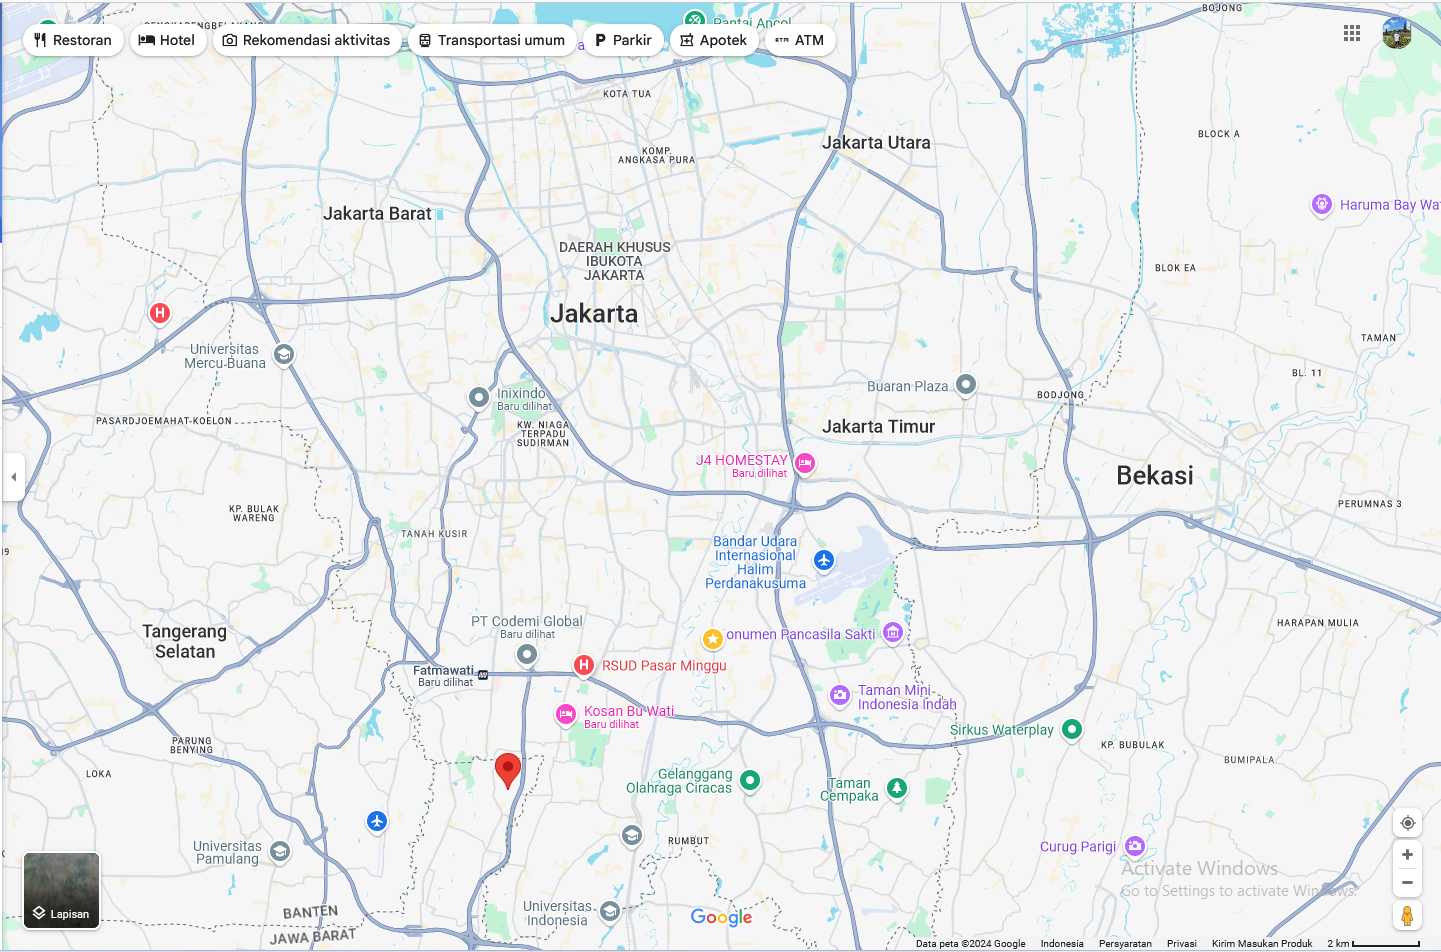 BOJONG
Pantai Ancol
Restoran
Hotel
Rekomendasi aktivitas
Transportasi umum
Parkir
Apotek
ATM
KOTA TUA
BLOCK A
Jakarta Utara
KOMP.
ANGKASA PURA
Jakarta Barat
Haruma Bay Wat
DAERAH KHUSUS
IBUKOTA
JAKARTA
BLOK EA
Jakarta
TAMAN
Universitas
Mercu Buana
BL. 11
Buaran Plaza
Inixindo
Baru dilihat
BODJONG
PASARDJOEMAHAT-KOELON
KW. NIAGA
TERPADU
SUDIRMAN
Jakarta Timur
J4 HOMESTAY
Baru dilihat
Bekasi
KP. BULAK
WARENG
PERUMNAS 3
TANAH KUSIR
Bandar Udara
Internasional
Halim
Perdanakusuma
PT Codemi Global
Baru dilihat
HARAPAN MULIA
Tangerang
Selatan
onumen Pancasila Sakti
Fatmawati
Baru dilihat
RSUD Pasar Minggu
Taman Mini
Indonesia Indah
Kosan Bu Wati
Baru dilihat
Sirkus Waterplay
PARUNG
BENYING
KP. BUBULAK
BUMIPALA
LOKA
Gelanggang
Olahraga Ciracas
Taman
Cempaka
RUMBUT
Universitas
Pamulang
Curug Parigi
Activate Windows
Go to Settings to activate Windows.
Lapisan
BANTEN
JAWA BARAT
Universitas
Indonesia
Google
Data peta ©2024 Google
Indonesia
Persyaratan
Privasi
Kirim Masukan Produk
2 km